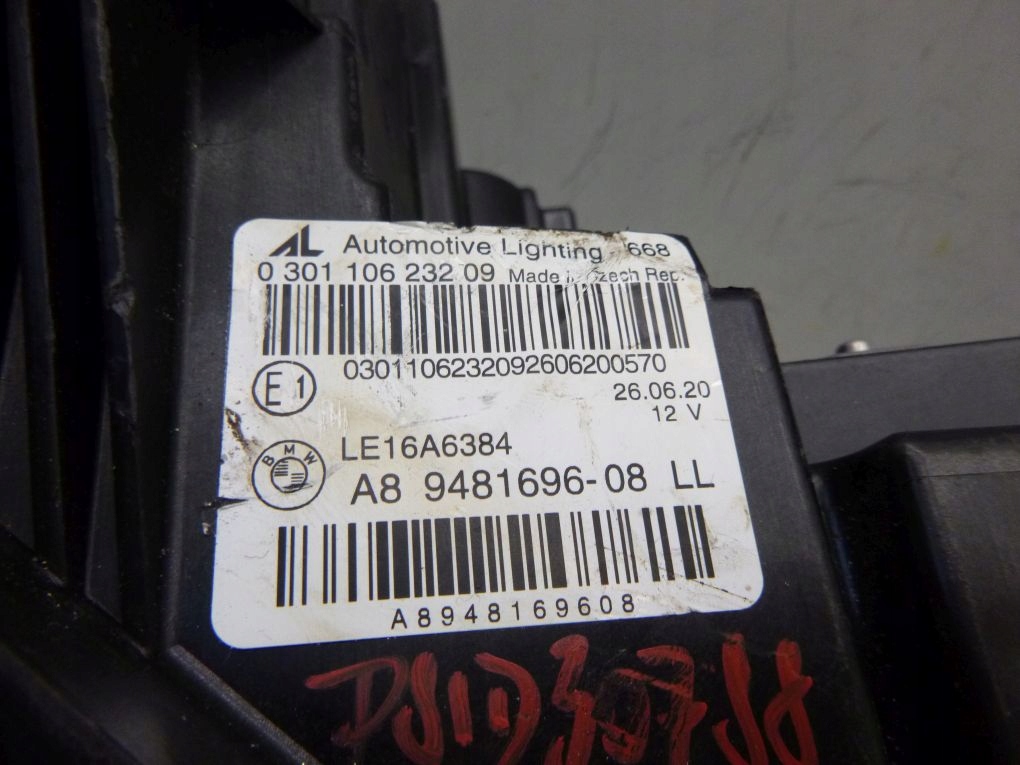 AL Automotive Lighting 668
0 301 106 232 09 Made in Czech Rep.
0301106232092606200570
E1
26.06.20
12 V
BMW
LE16A6384
A8 9481696-08 LL
A8948169608